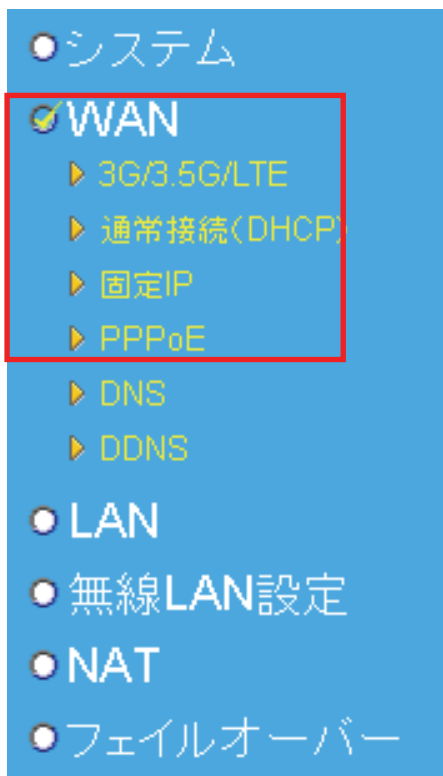 システム
WAN
3G/3.5G/LTE
通常接続(DHCP)
固定IP
PPPoE
DNS
DDNS
LAN
無線LAN設定
NAT
フェイルオーバー